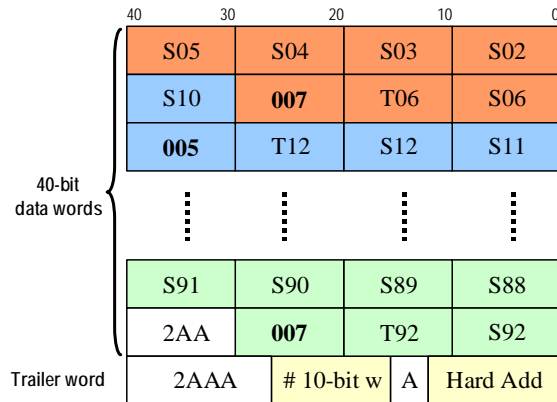 40 30 20 10 0
S05 S04 S03 S02
S10 007 T06 S06
005 T12 S12 S11
40-bit
data words
S91 S90 S89 S88
2AA 007 T92 S92
Trailer word 2AAA # 10-bit w A Hard Add